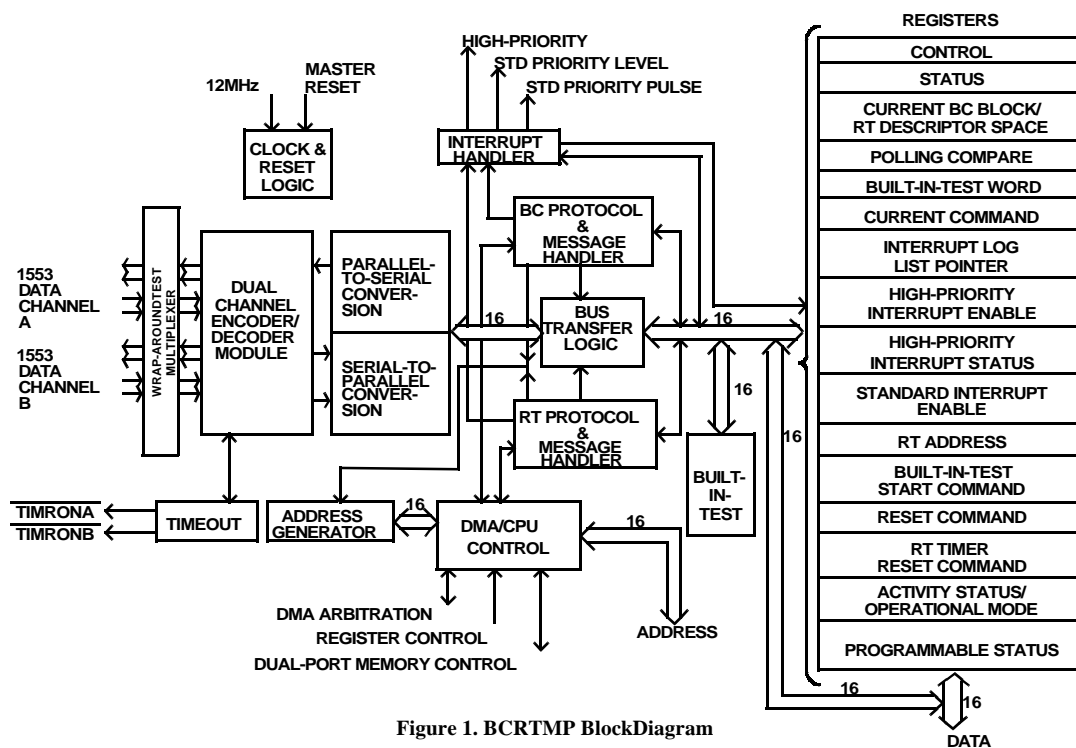 REGISTERS
CONTROL
STATUS
CURRENT BC BLOCK/
RT DESCRIPTOR SPACE
POLLING COMPARE
BUILT-IN-TEST WORD
CURRENT COMMAND
INTERRUPT LOG
LIST POINTER
HIGH-PRIORITY
INTERRUPT ENABLE
HIGH-PRIORITY
INTERRUPT STATUS
STANDARD INTERRUPT
ENABLE
RT ADDRESS
BUILT-IN-TEST
START COMMAND
RESET COMMAND
RT TIMER
RESET COMMAND
ACTIVITY STATUS/
OPERATIONAL MODE
PROGRAMMABLE STATUS
HIGH-PRIORITY
STD PRIORITY LEVEL
STD PRIORITY PULSE
12MHz
MASTER
RESET
CLOCK &
RESET
LOGIC
INTERRUPT
HANDLER
BC PROTOCOL
&
MESSAGE
HANDLER
1553
DATA
CHANNEL
A
1553
DATA
CHANNEL
B
WRAP-AROUNDTEST
MULTIPLEXER
DUAL
CHANNEL
ENCODER/
DECODER
MODULE
PARALLEL-
TO-SERIAL
CONVER-
SION
SERIAL-TO-
PARALLEL
CONVER-
SION
16
BUS
TRANSFER
LOGIC
16
16
16
RT PROTOCOL
&
MESSAGE
HANDLER
BUILT-
IN-
TEST
TIMRONA
TIMRONB
TIMEOUT
ADDRESS
GENERATOR
16
DMA/CPU
CONTROL
16
DMA ARBITRATION
REGISTER CONTROL
DUAL-PORT MEMORY CONTROL
ADDRESS
16
16
DATA
Figure 1. BCRTMP BlockDiagram